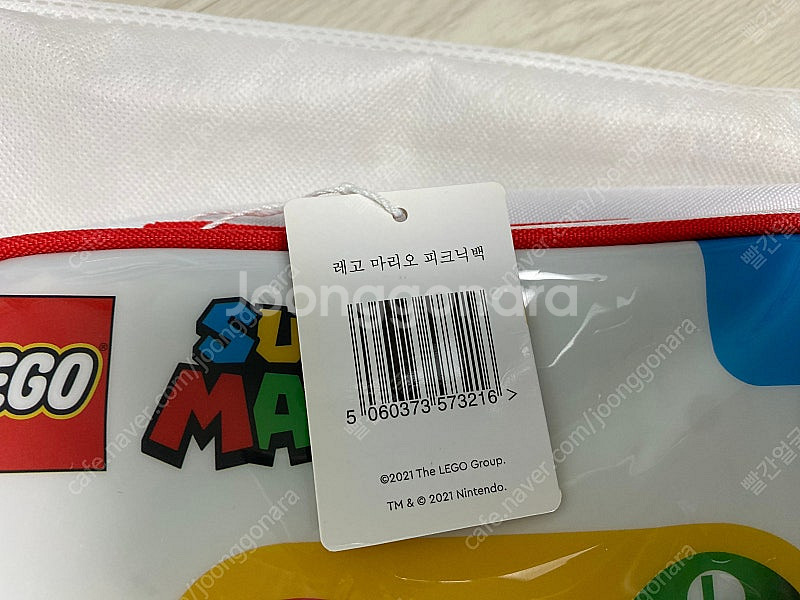 레고 마리오 피크닉백
5 060373 573216 >
©2021 The LEGO Group.
TM & © 2021 Nintendo.
LEGO
SU
MA
Joonggonara
cafe.naver.com/joonggonara